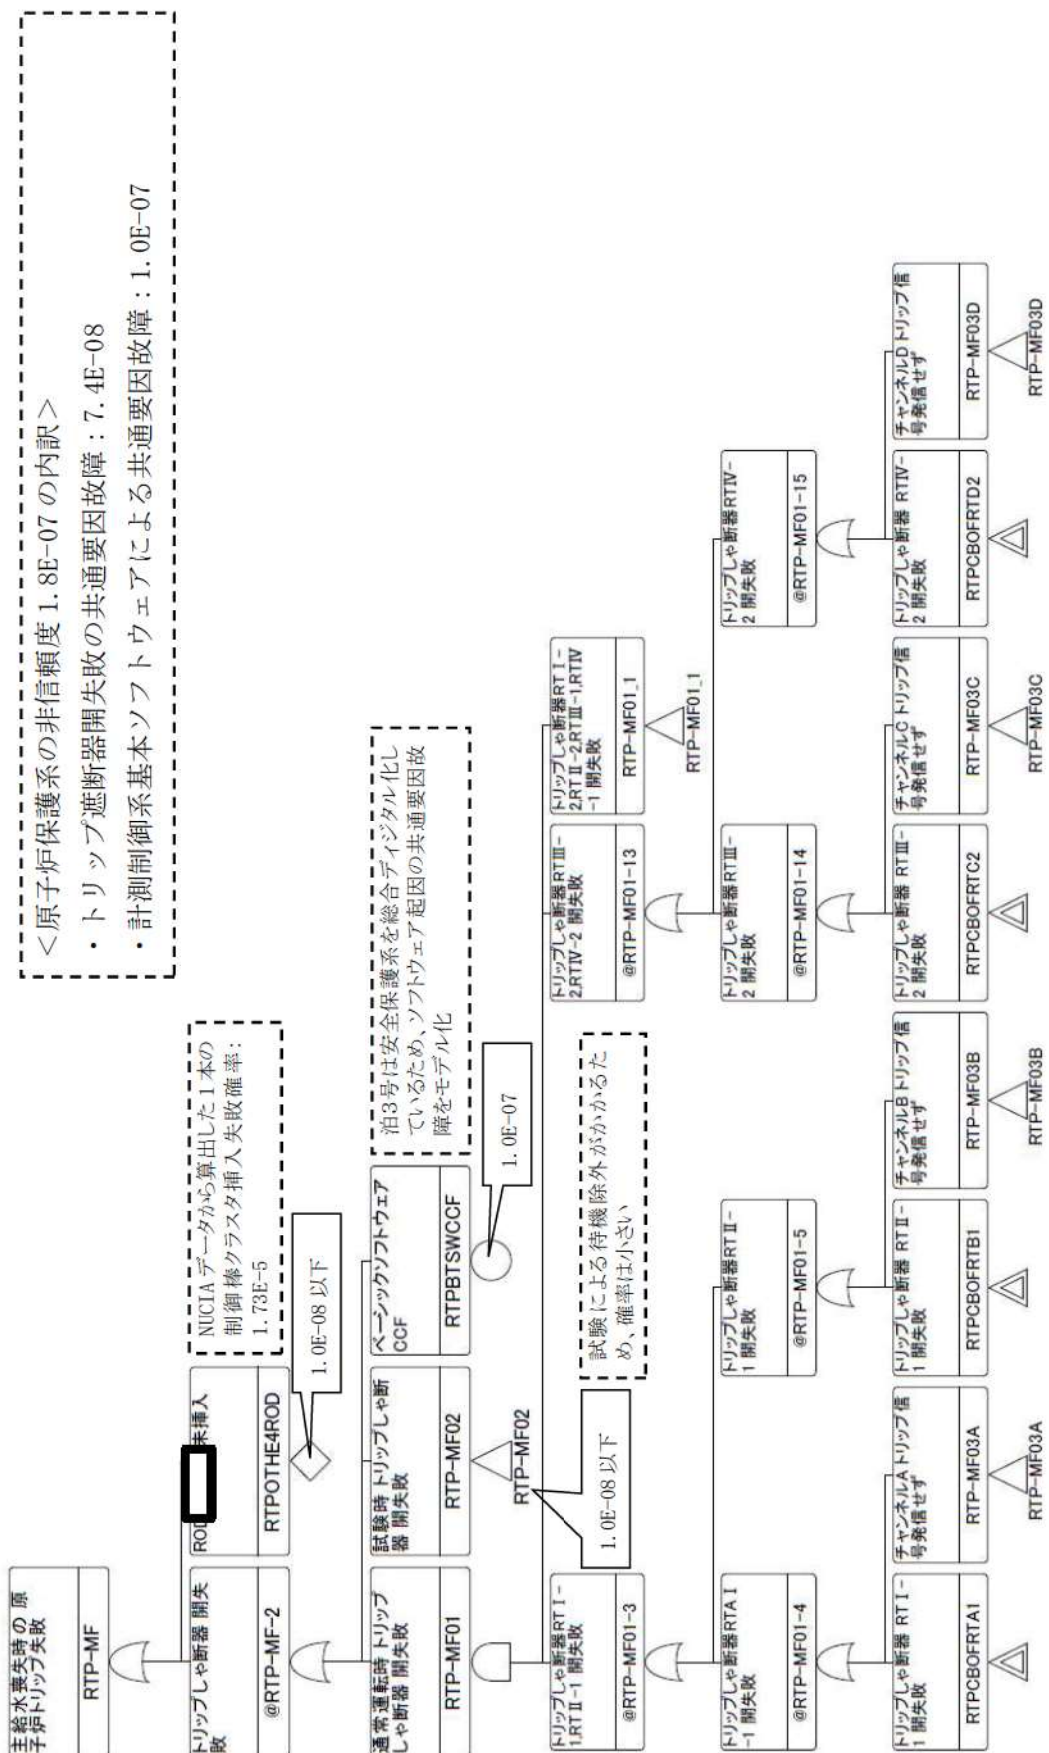 ＜原子炉保護系の非信頼度 1.8E-07 の内訳＞
・トリップ遮断器開失敗の共通要因故障：7.4E-08
・計測制御系基本ソフトウェアによる共通要因故障：1.0E-07
主給水喪失時の 原
子炉トリップ失敗
RTP-MF
トリップしゃ断器 開失
敗
@RTP-MF-2
未挿入
RTPOTHE4ROD
NUCIA データから算出した 1 本の
制御棒クラスタ挿入失敗確率：
1.73E-5
1.0E-08 以下
通常運転時 トリップ
しゃ断器 開失敗
RTP-MF01
試験時 トリップしゃ断
器 開失敗
RTP-MF02
RTP-MF02
ベーシックソフトウェア
CCF
RTPBTSWCCF
泊3号は安全保護系を総合ディジタル化し
ているため、ソフトウェア起因の共通要因故
障をモデル化
1.0E-07
1.0E-08 以下
試験による待機除外がかかるた
め、確率は小さい
トリップしゃ断器RTⅠ-
1,RTⅡ-1 開失敗
@RTP-MF01-3
トリップしゃ断器RTⅢ-
2,RTⅣ-2 開失敗
@RTP-MF01-13
トリップしゃ断器RTⅠ-
2,RTⅡ-2,RTⅢ-1,RTⅣ
-1 開失敗
RTP-MF01_1
RTP-MF01_1
トリップしゃ断器RTAⅠ
-1 開失敗
@RTP-MF01-4
トリップしゃ断器RTⅡ-
1 開失敗
@RTP-MF01-5
トリップしゃ断器RTⅢ-
2 開失敗
@RTP-MF01-14
トリップしゃ断器RTⅣ-
2 開失敗
@RTP-MF01-15
トリップしゃ断器 RTⅠ-
1 開失敗
RTPCBOFRTA1
チャンネルA トリップ信
号発信せず
RTP-MF03A
RTP-MF03A
トリップしゃ断器 RTⅡ-
1 開失敗
RTPCBOFRTB1
チャンネルB トリップ信
号発信せず
RTP-MF03B
RTP-MF03B
トリップしゃ断器 RTⅢ-
2 開失敗
RTPCBOFRTC2
チャンネルC トリップ信
号発信せず
RTP-MF03C
RTP-MF03C
トリップしゃ断器 RTⅣ-
2 開失敗
RTPCBOFRTD2
チャンネルD トリップ信
号発信せず
RTP-MF03D
RTP-MF03D